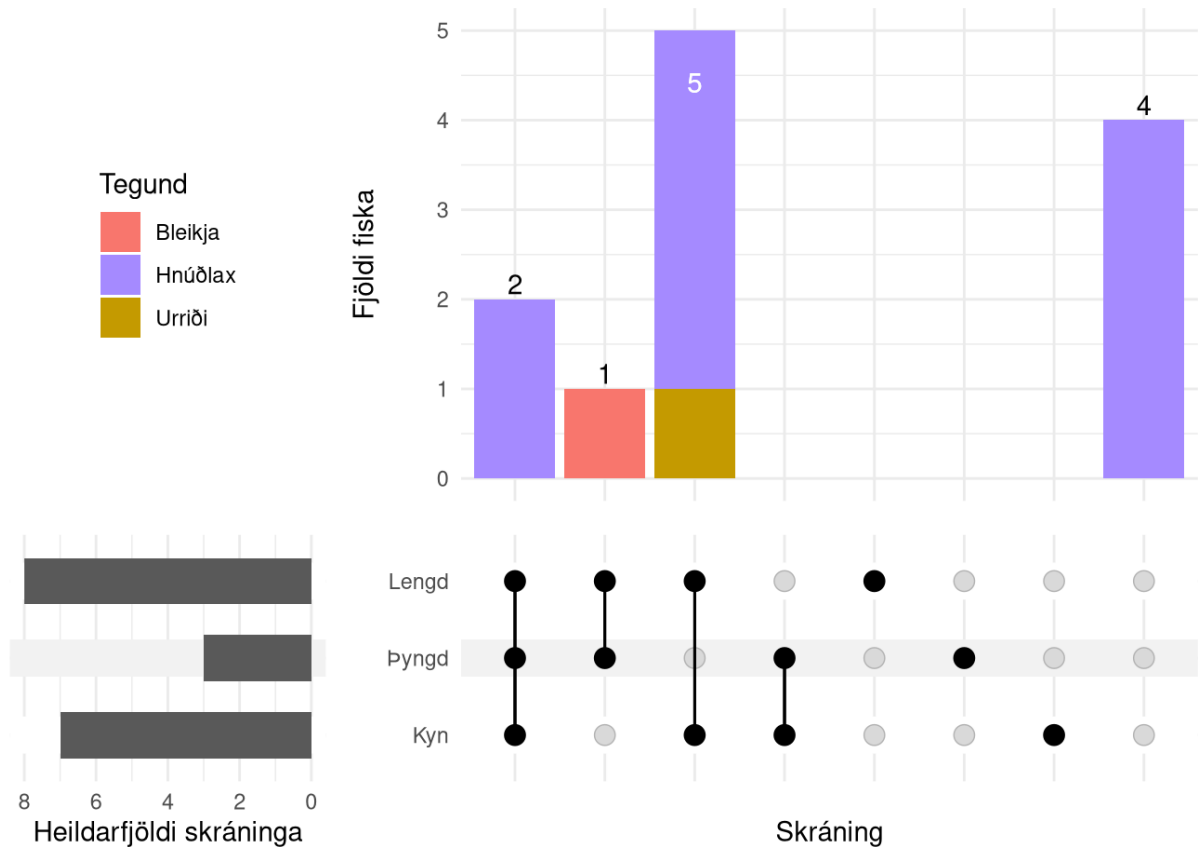 Tegund
Bleikja
Hnúðlax
Urriði
Fjöldi fiska
5
4
3
2
1
0
2
1
5
4
Lengd
Þyngd
Kyn
8 6 4 2 0
Heildarfjöldi skráninga
Skráning